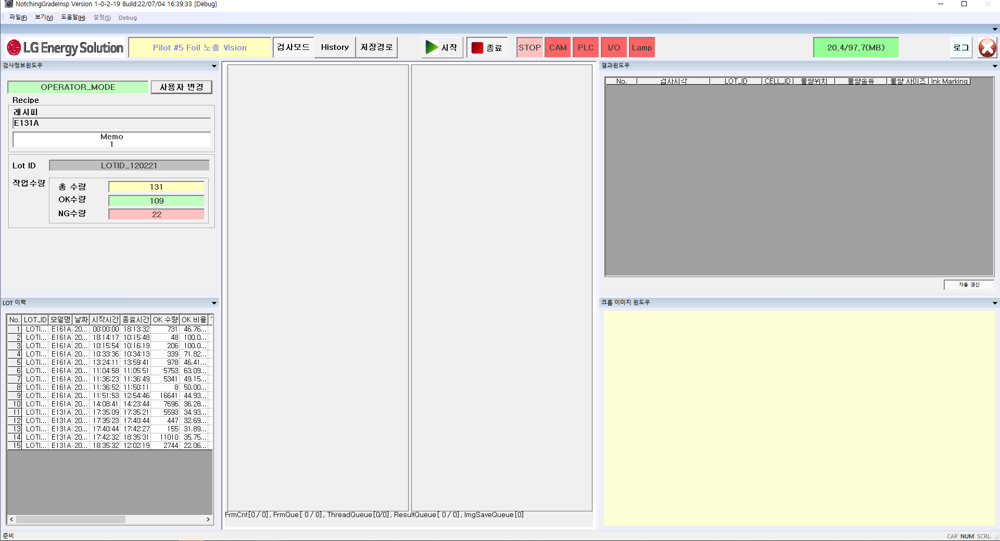 NotchingGradeInsp Version 1-0-2-19 Build:22/07/04 16:39:33 [Debug]
파일(F) 보기(V) 도움말(H) 설정(S) Debug
LG Energy Solution Pilot #5 Foil 노출 Vision 검사모드 History 저장경로 시작 종료 STOP CAM PLC I/O Lamp 20.4/97.7(MB) 로그
검사정보윈도우
OPERATOR_MODE 사용자 변경
Recipe
레시피
E131A
Memo
1
Lot ID LOTID_120221
작업수량
총 수량 131
OK수량 109
NG수량 22
LOT 이력
No. LOT_ID 모델명 날짜 시작시간 종료시간 OK 수량 OK 비율
1 LOTI... E161A 20... 00:00:00 18:13:32 731 46.76...
2 LOTI... E161A 20... 18:14:17 10:15:48 48 100.0...
3 LOTI... E161A 20... 10:15:54 10:16:19 206 100.0...
4 LOTI... E161A 20... 10:33:36 10:34:13 339 71.82...
5 LOTI... E161A 20... 13:24:11 13:59:41 978 46.41...
6 LOTI... E161A 20... 11:04:58 11:05:51 5753 63.09...
7 LOTI... E161A 20... 11:36:23 11:36:49 5341 49.15...
8 LOTI... E161A 20... 11:36:52 11:50:11 8 50.00...
9 LOTI... E161A 20... 11:51:53 12:54:46 16641 44.93...
10 LOTI... E161A 20... 14:08:41 14:23:44 7696 36.28...
11 LOTI... E131A 20... 17:35:09 17:35:21 5593 34.93...
12 LOTI... E131A 20... 17:35:23 17:40:44 447 32.69...
13 LOTI... E131A 20... 17:40:44 17:42:27 155 31.89...
14 LOTI... E131A 20... 17:42:32 18:35:31 11010 35.75...
15 LOTI... E131A 20... 18:35:32 12:02:19 2744 22.06...
FrmCnt[0 / 0], FrmQue[ 0 / 0], ThreadQueue[0/0], ResultQueue[ 0 / 0], ImgSaveQueue[0]
결과윈도우
No. 검사시각 LOT_ID CELL_ID 불량위치 불량종류 불량 사이즈 Ink Marking
자동 갱신
크롭 이미지 윈도우
준비 CAP NUM SCRL